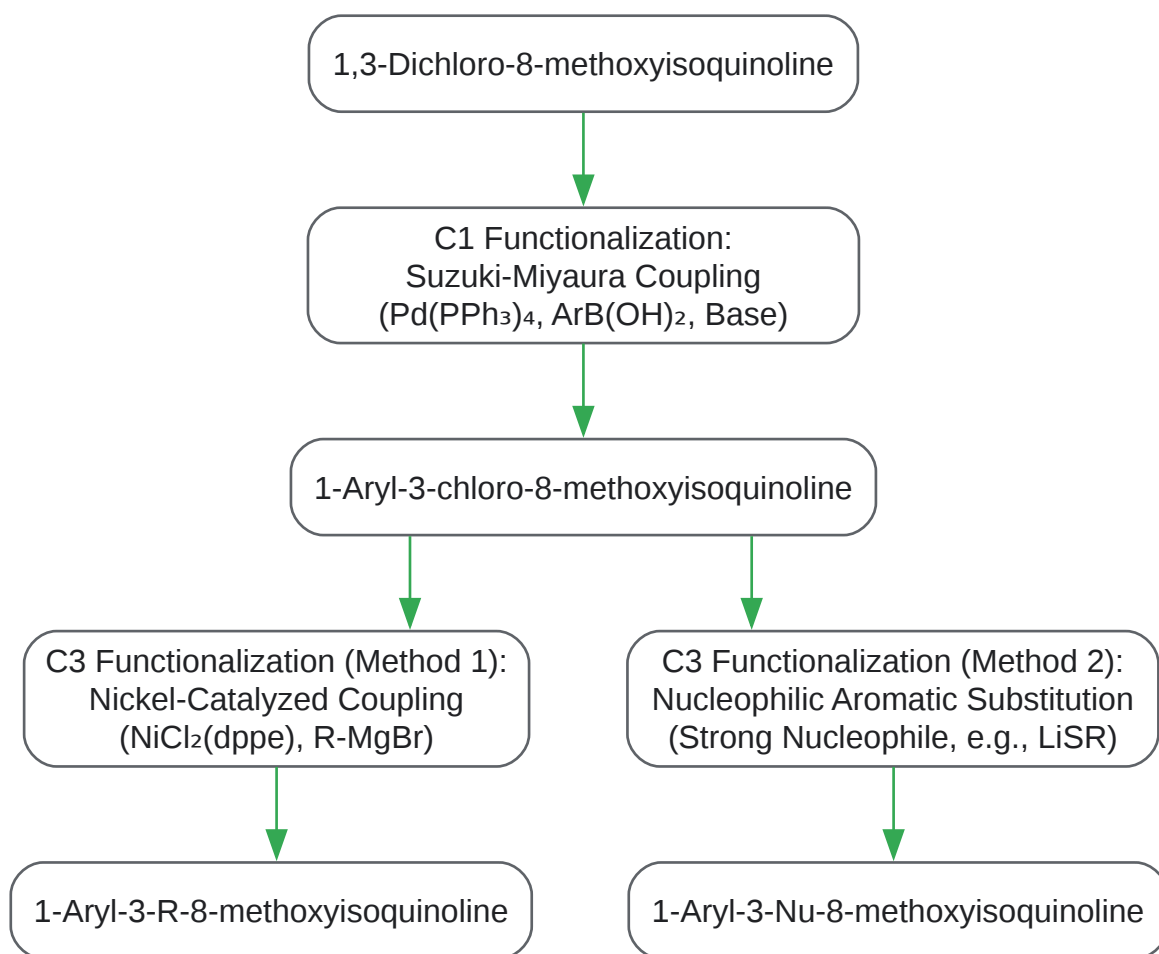 1,3-Dichloro-8-methoxyisoquinoline
C1 Functionalization:
Suzuki-Miyaura Coupling
(Pd(PPh₃)₄, ArB(OH)₂, Base)
1-Aryl-3-chloro-8-methoxyisoquinoline
C3 Functionalization (Method 1):
Nickel-Catalyzed Coupling
(NiCl₂(dppe), R-MgBr)
C3 Functionalization (Method 2):
Nucleophilic Aromatic Substitution
(Strong Nucleophile, e.g., LiSR)
1-Aryl-3-R-8-methoxyisoquinoline
1-Aryl-3-Nu-8-methoxyisoquinoline